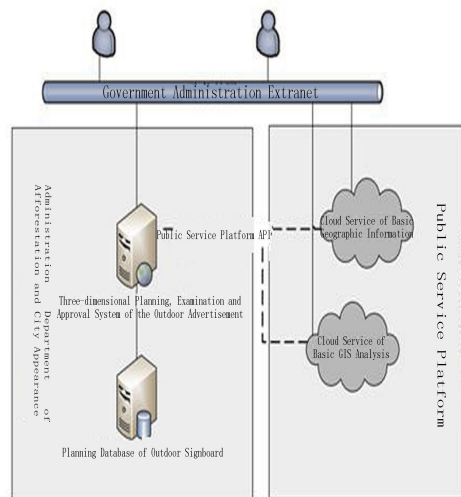 Government Administration Extranet
Administration Department of
Afforestation and City Appearance
Public Service Platform API
Cloud Service of Basic
Geographic Information
Three-dimensional Planning, Examination and
Approval System of the Outdoor Advertisement
Cloud Service of
Basic GIS Analysis
Planning Database of Outdoor Signboard
Public Service Platform